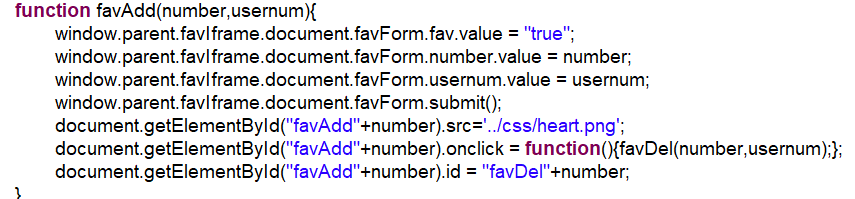 function favAdd(number,usernum){
window.parent.favIframe.document.favForm.fav.value = "true";
window.parent.favIframe.document.favForm.number.value = number;
window.parent.favIframe.document.favForm.usernum.value = usernum;
window.parent.favIframe.document.favForm.submit();
document.getElementById("favAdd"+number).src='../css/heart.png';
document.getElementById("favAdd"+number).onclick = function(){favDel(number,usernum);};
document.getElementById("favAdd"+number).id = "favDel"+number;
}